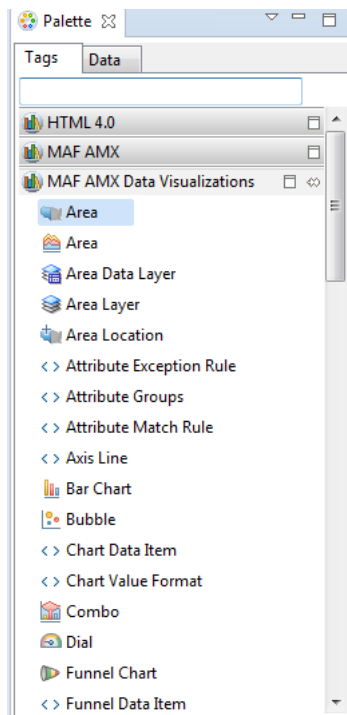 Palette
Tags Data
HTML 4.0
MAF AMX
MAF AMX Data Visualizations
Area
Area
Area Data Layer
Area Layer
Area Location
Attribute Exception Rule
Attribute Groups
Attribute Match Rule
Axis Line
Bar Chart
Bubble
Chart Data Item
Chart Value Format
Combo
Dial
Funnel Chart
Funnel Data Item